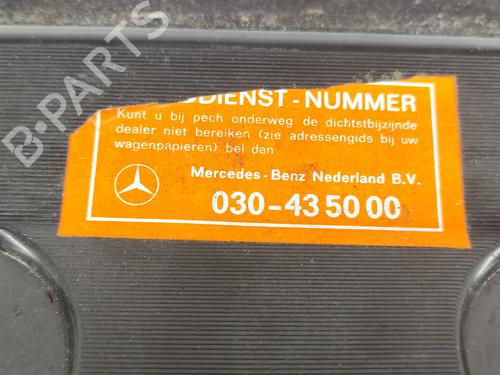 DIENST - NUMMER
Kunt u bij pech onderweg de dichtstbijzijnde
dealer niet bereiken (zie adressengids bij uw
wagenpapieren) bel dan
Mercedes - Benz Nederland B.V.
030-43 50 00
B-PARTS